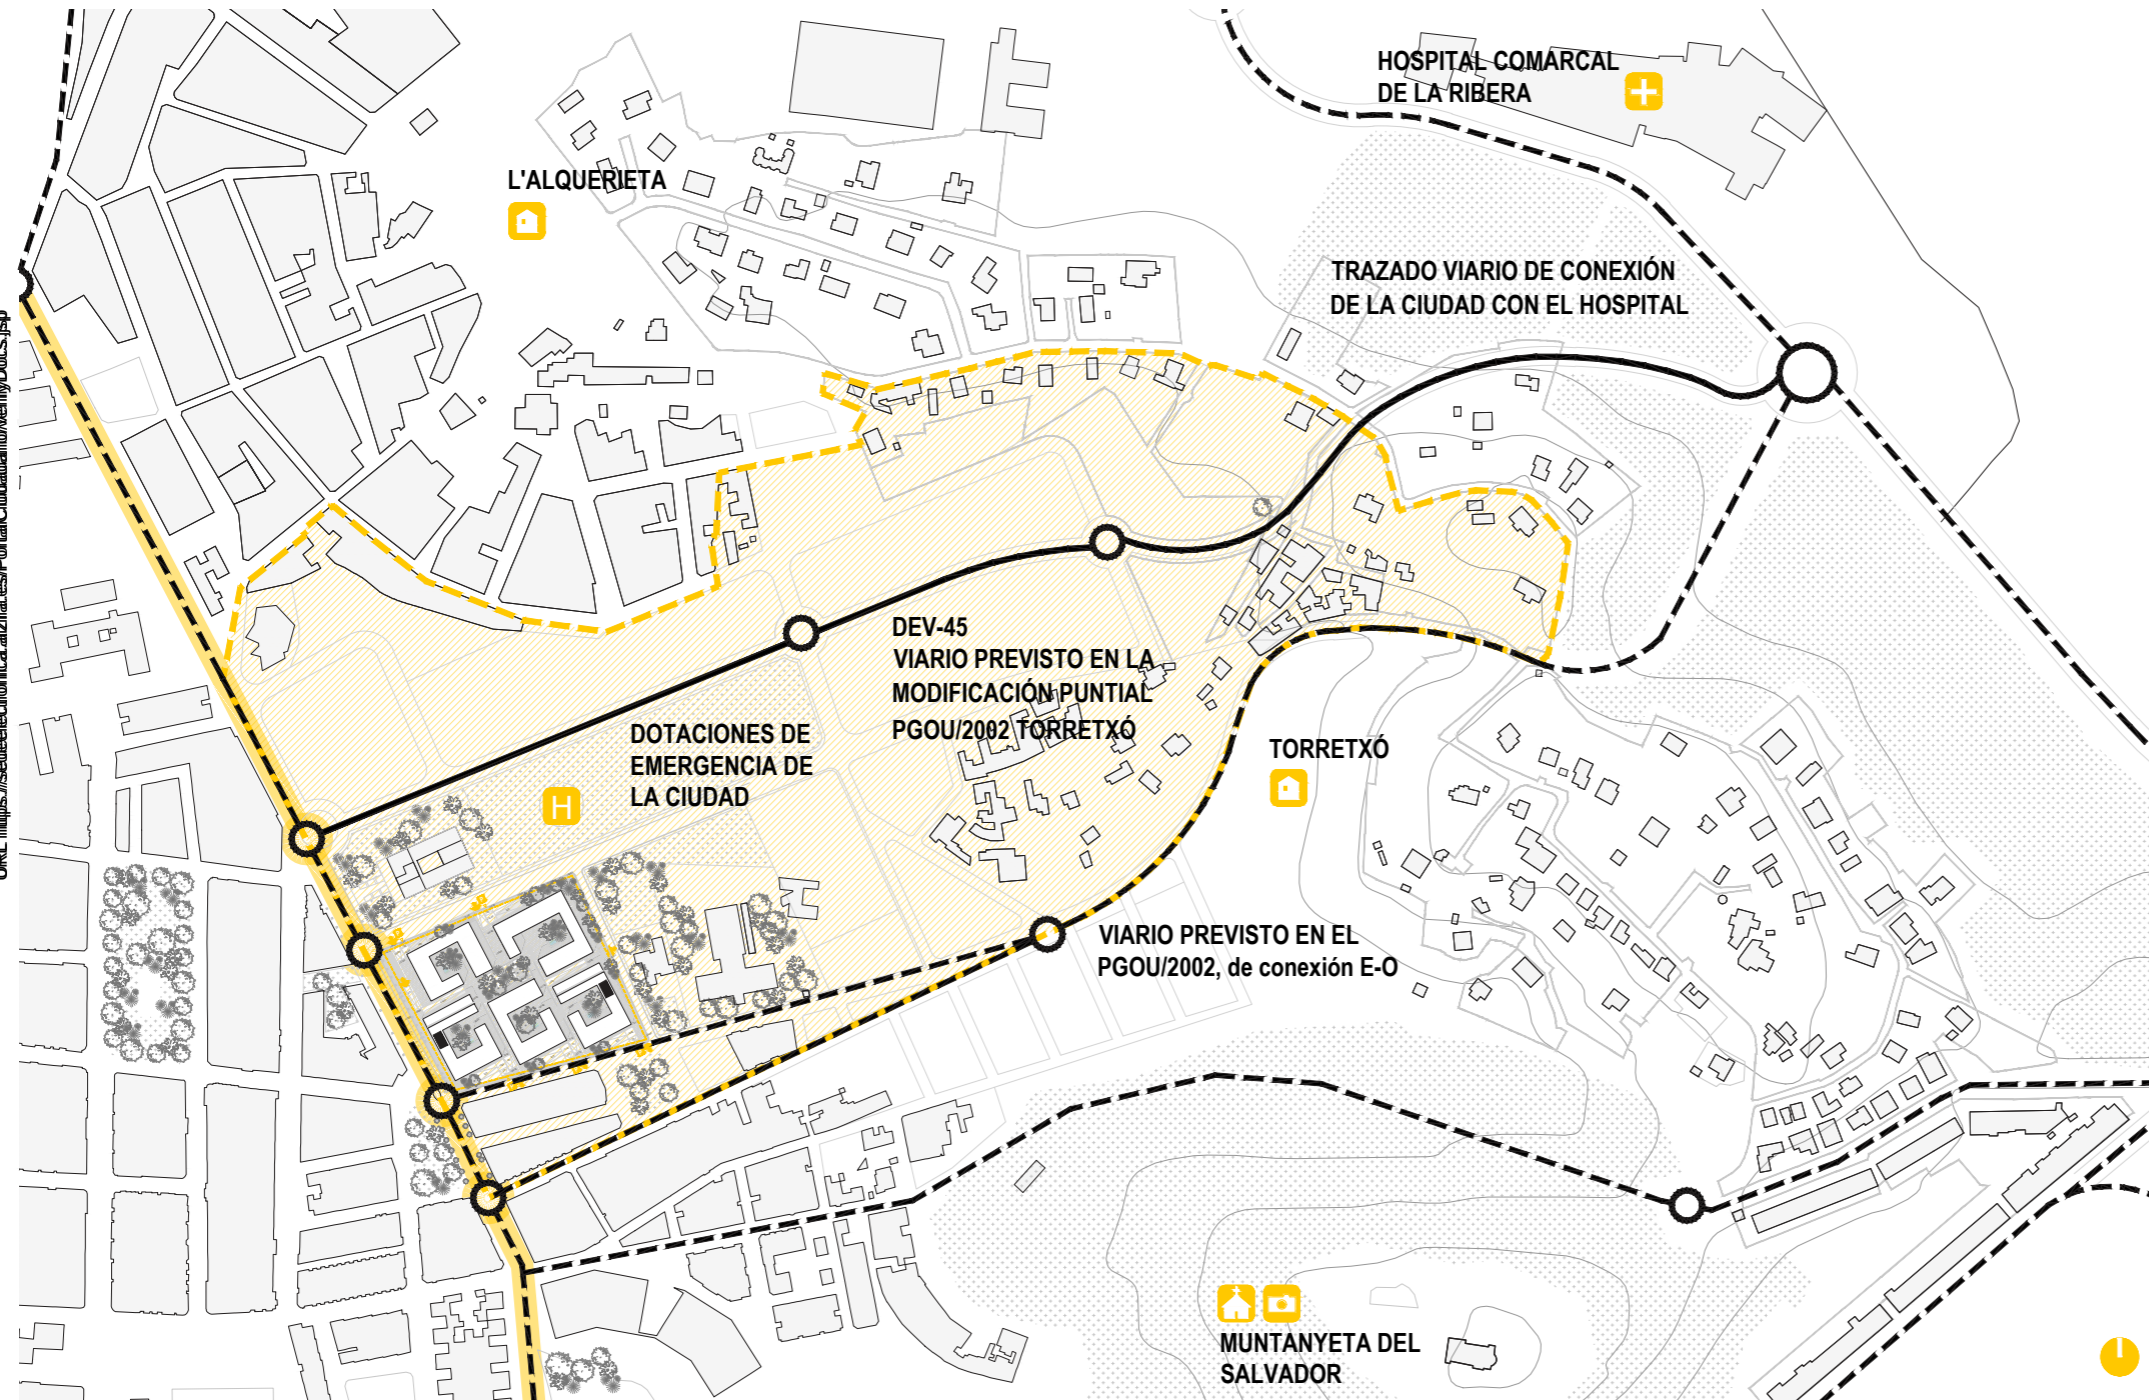 HOSPITAL COMARCAL
DE LA RIBERA
L'ALQUERIETA
TRAZADO VIARIO DE CONEXIÓN
DE LA CIUDAD CON EL HOSPITAL
DEV-45
VIARIO PREVISTO EN LA
MODIFICACIÓN PUNTIAL
PGOU/2002 TORRETXÓ
DOTACIONES DE
EMERGENCIA DE
LA CIUDAD
H
TORRETXÓ
VIARIO PREVISTO EN EL
PGOU/2002, de conexión E-O
MUNTANYETA DEL
SALVADOR